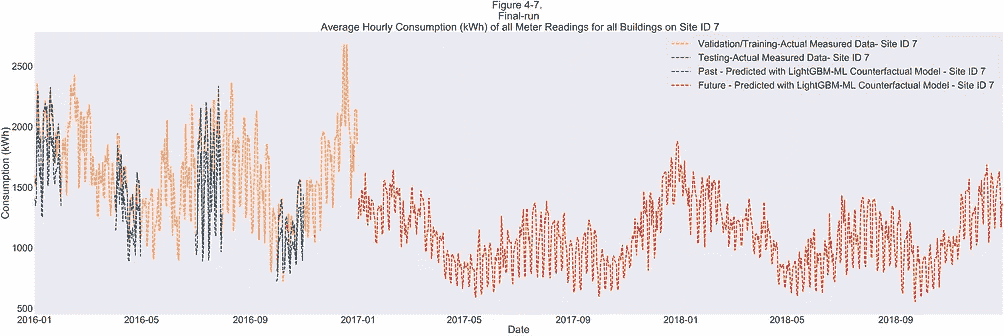 Figure 4-7.
Final-run
Average Hourly Consumption (kWh) of all Meter Readings for all Buildings on Site ID 7
Validation/Training-Actual Measured Data- Site ID 7
Testing-Actual Measured Data- Site ID 7
Past - Predicted with LightGBM-ML Counterfactual Model - Site ID 7
Future - Predicted with LightGBM-ML Counterfactual Model - Site ID 7
Consumption (kWh)
2500
2000
1500
1000
500
2016-01 2016-05 2016-09 2017-01 2017-05 2017-09 2018-01 2018-05 2018-09
Date